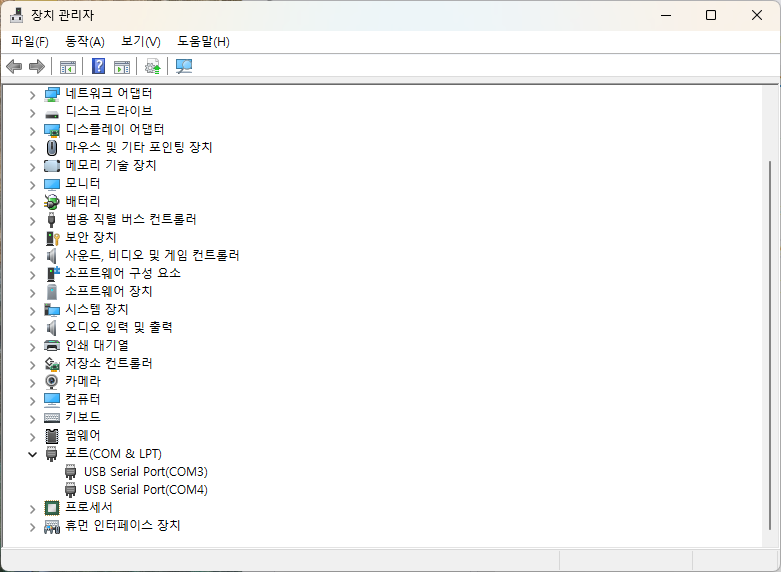 장치 관리자
파일(F) 동작(A) 보기(V) 도움말(H)
네트워크 어댑터
디스크 드라이브
디스플레이 어댑터
마우스 및 기타 포인팅 장치
메모리 기술 장치
모니터
배터리
범용 직렬 버스 컨트롤러
보안 장치
사운드, 비디오 및 게임 컨트롤러
소프트웨어 구성 요소
소프트웨어 장치
시스템 장치
오디오 입력 및 출력
인쇄 대기열
저장소 컨트롤러
카메라
컴퓨터
키보드
펌웨어
포트(COM & LPT)
USB Serial Port(COM3)
USB Serial Port(COM4)
프로세서
휴먼 인터페이스 장치